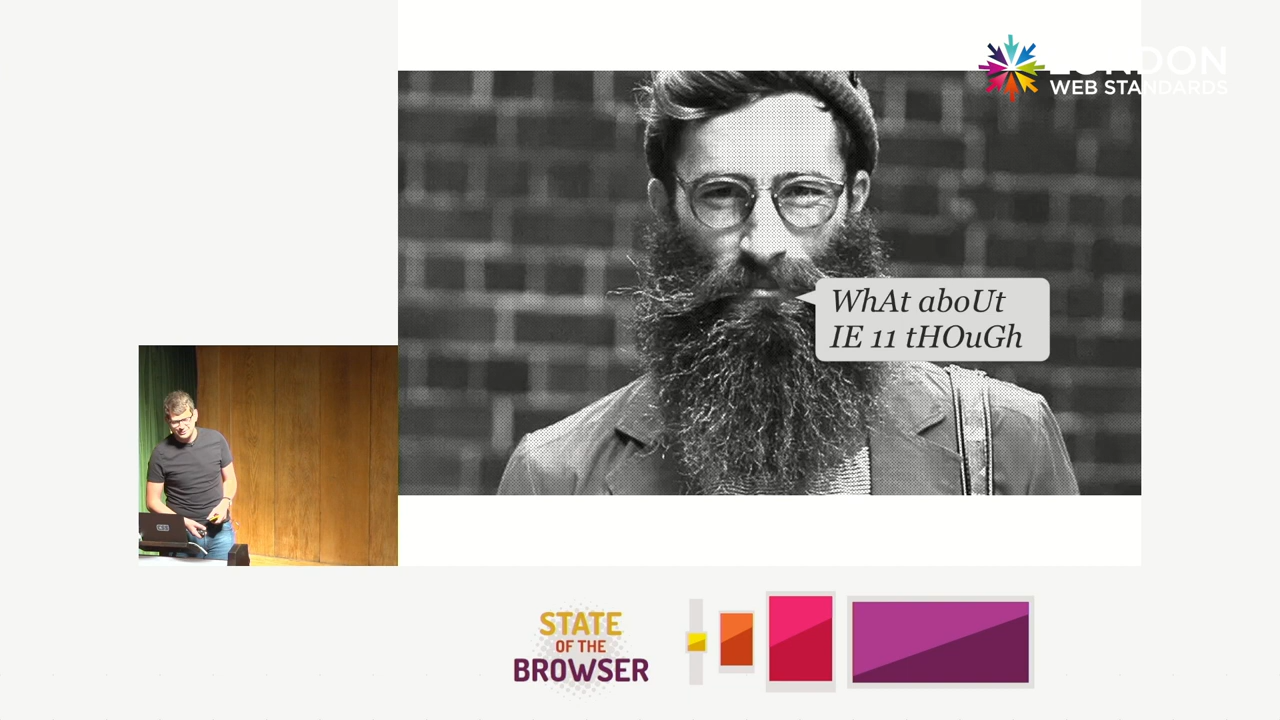 LONDON
WEB STANDARDS
WhAt aboUt
IE 11 tHOuGh
STATE
OF THE
BROWSER